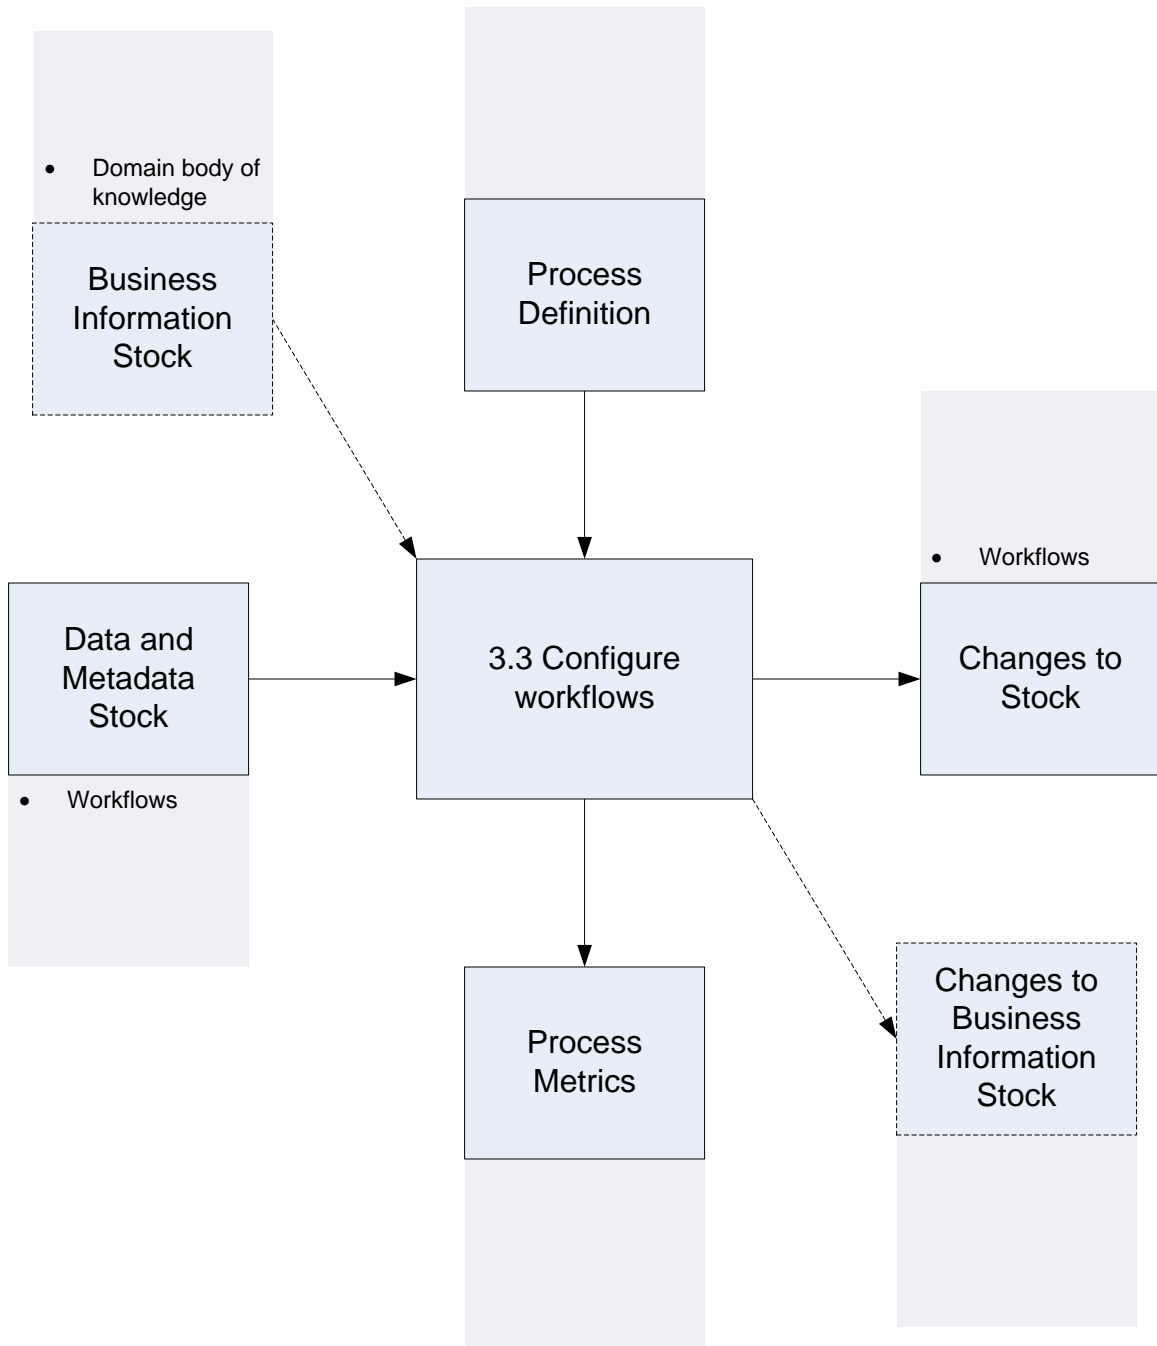 • Domain body of
knowledge
Business
Information
Stock
Process
Definition
• Workflows
Data and
Metadata
Stock
3.3 Configure
workflows
Changes to
Stock
• Workflows
Process
Metrics
Changes to
Business
Information
Stock